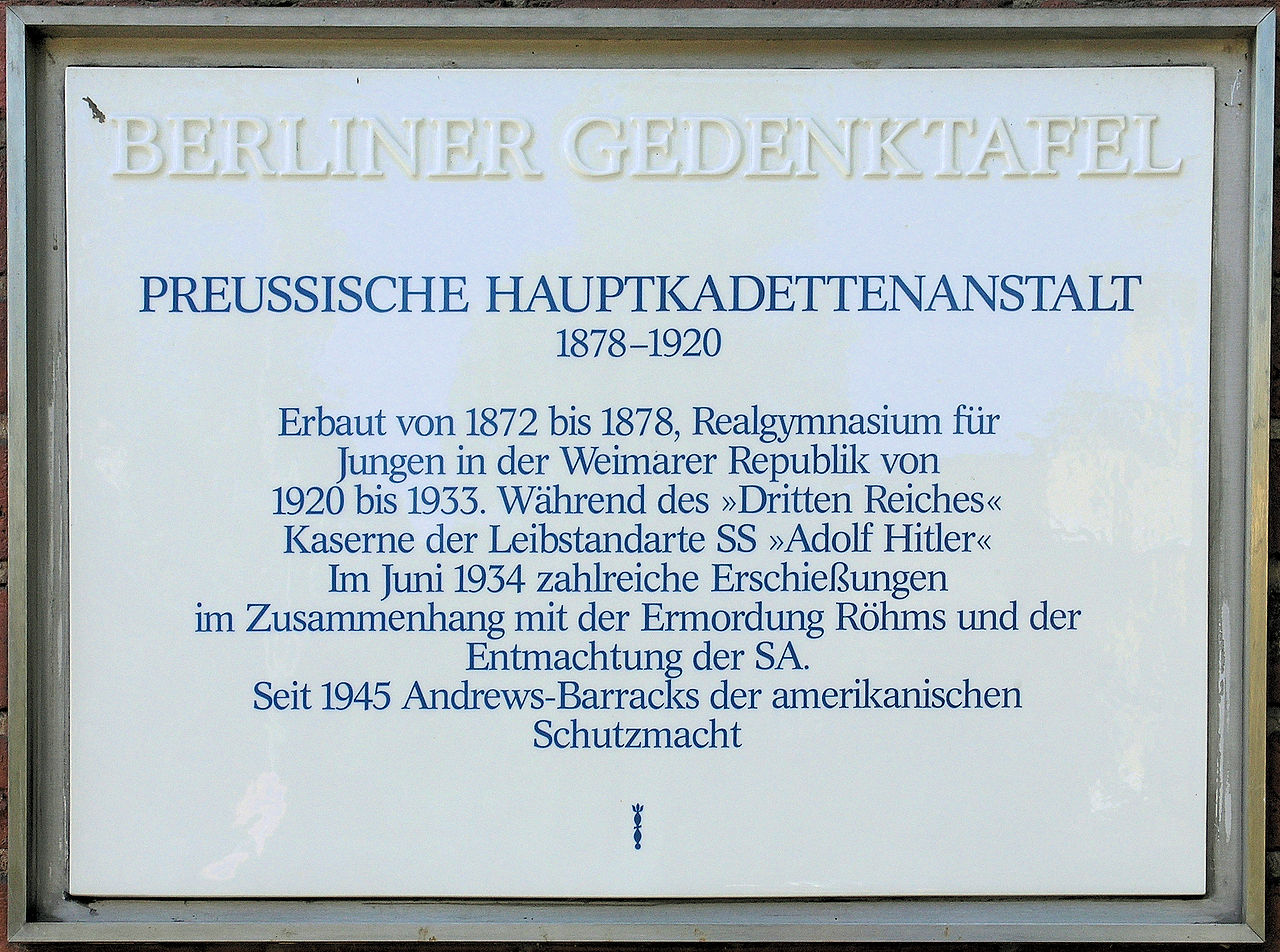 BERLINER GEDENKTAFEL
PREUSSISCHE HAUPTKADETTENANSTALT
1878–1920
Erbaut von 1872 bis 1878, Realgymnasium für
Jungen in der Weimarer Republik von
1920 bis 1933. Während des »Dritten Reiches«
Kaserne der Leibstandarte SS »Adolf Hitler«
Im Juni 1934 zahlreiche Erschießungen
im Zusammenhang mit der Ermordung Röhms und der
Entmachtung der SA.
Seit 1945 Andrews-Barracks der amerikanischen
Schutzmacht